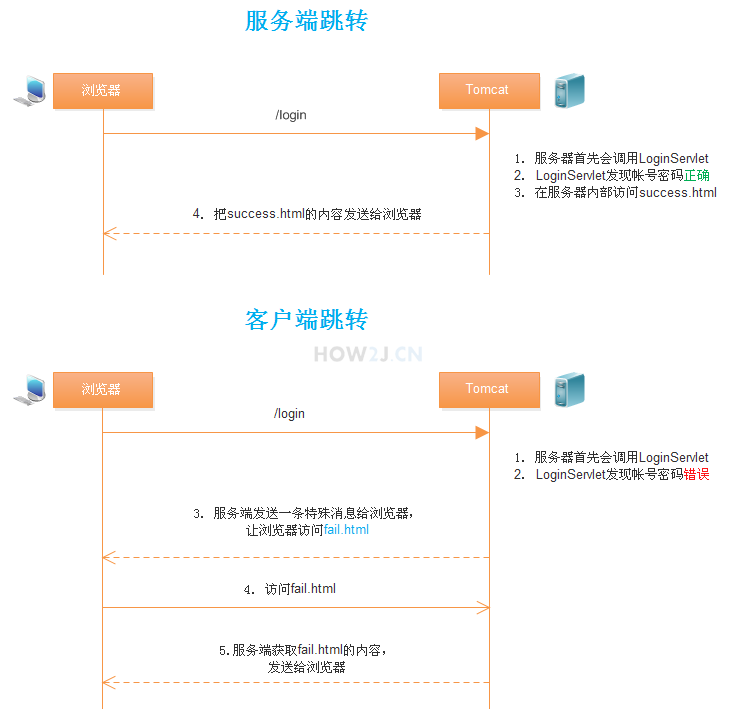 服务端跳转
浏览器
Tomcat
/login
1. 服务器首先会调用LoginServlet
2. LoginServlet发现帐号密码正确
3. 在服务器内部访问success.html
4. 把success.html的内容发送给浏览器
客户端跳转
HOW2J.CN
浏览器
Tomcat
/login
1. 服务器首先会调用LoginServlet
2. LoginServlet发现帐号密码错误
3. 服务端发送一条特殊消息给浏览器，
让浏览器访问fail.html
4. 访问fail.html
5.服务端获取fail.html的内容，
发送给浏览器